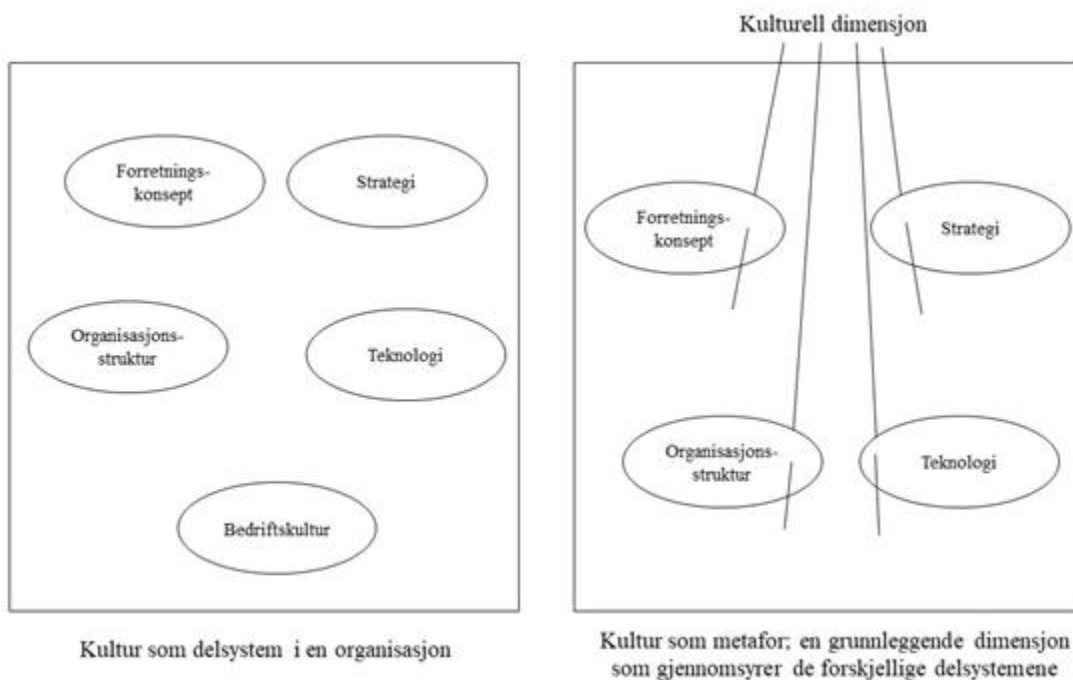 Forretnings-
konsept
Strategi
Organisasjons-
struktur
Teknologi
Bedriftskultur
Kultur som delsystem i en organisasjon
Kulturell dimensjon
Forretnings-
konsept
Strategi
Organisasjons-
struktur
Teknologi
Kultur som metafor; en grunnleggende dimensjon
som gjennomsyrer de forskjellige delsystemene